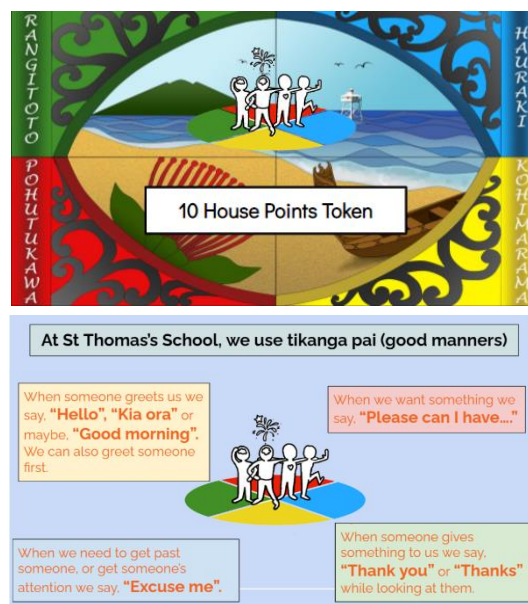 RANGITOTO
HAURAKI
POHUTUKAWA
KOHIMARAMA
10 House Points Token
At St Thomas's School, we use tikanga pai (good manners)
When someone greets us we
say, "Hello", "Kia ora" or
maybe, "Good morning".
We can also greet someone
first.
When we want something we
say, "Please can I have...."
When we need to get past
someone, or get someone's
attention we say, "Excuse me".
When someone gives
something to us we say,
"Thank you" or "Thanks"
while looking at them.